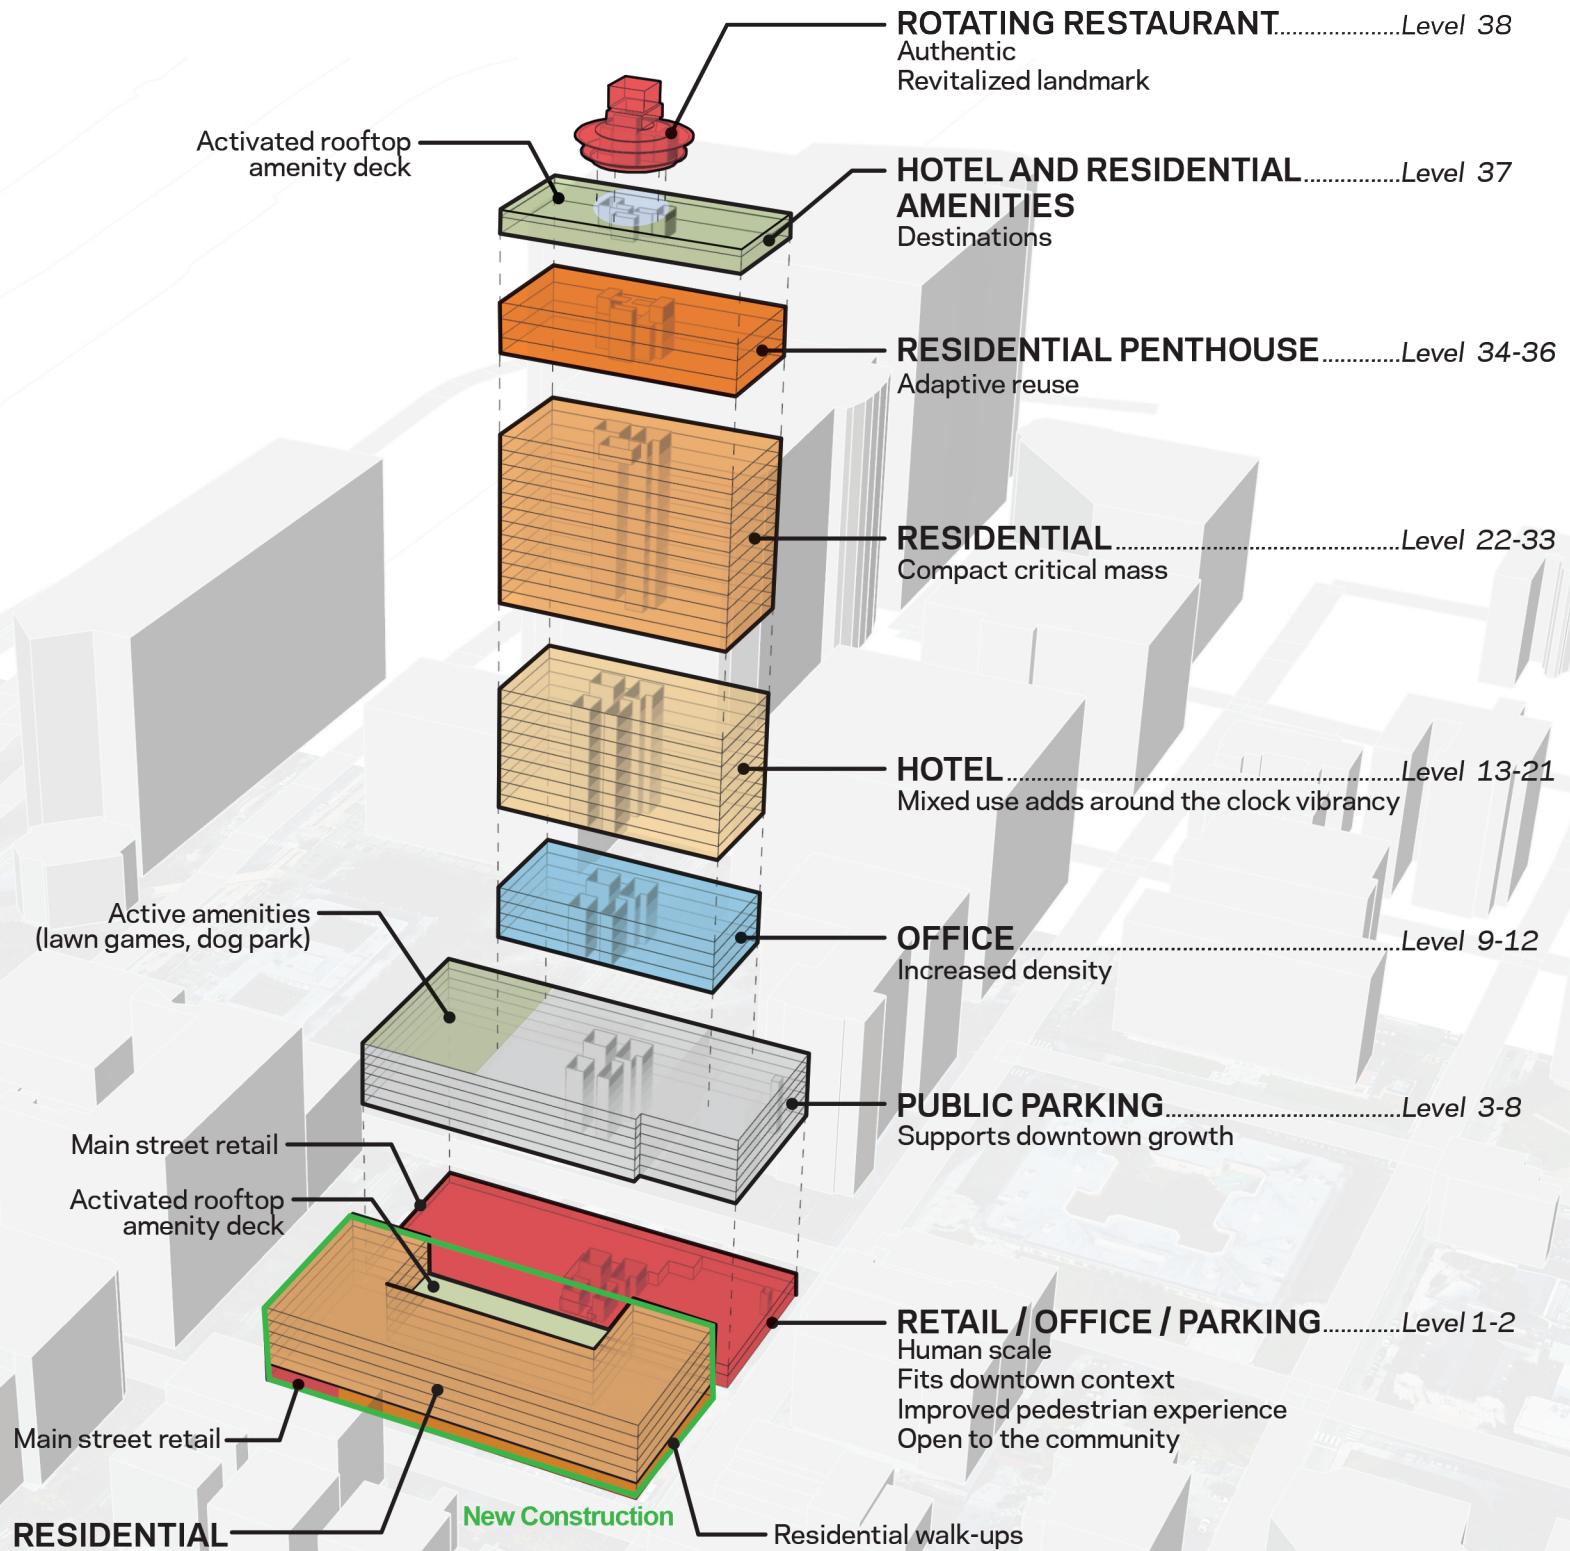 ROTATING RESTAURANT.....................Level 38
Authentic
Revitalized landmark
Activated rooftop
amenity deck
HOTEL AND RESIDENTIAL................Level 37
AMENITIES
Destinations
RESIDENTIAL PENTHOUSE.............Level 34-36
Adaptive reuse
RESIDENTIAL................................................Level 22-33
Compact critical mass
HOTEL..................................................................Level 13-21
Mixed use adds around the clock vibrancy
Active amenities
(lawn games, dog park)
OFFICE................................................................Level 9-12
Increased density
PUBLIC PARKING.......................................Level 3-8
Supports downtown growth
Main street retail
Activated rooftop
amenity deck
RETAIL / OFFICE / PARKING.............Level 1-2
Human scale
Fits downtown context
Improved pedestrian experience
Open to the community
Main street retail
New Construction
RESIDENTIAL
Residential walk-ups